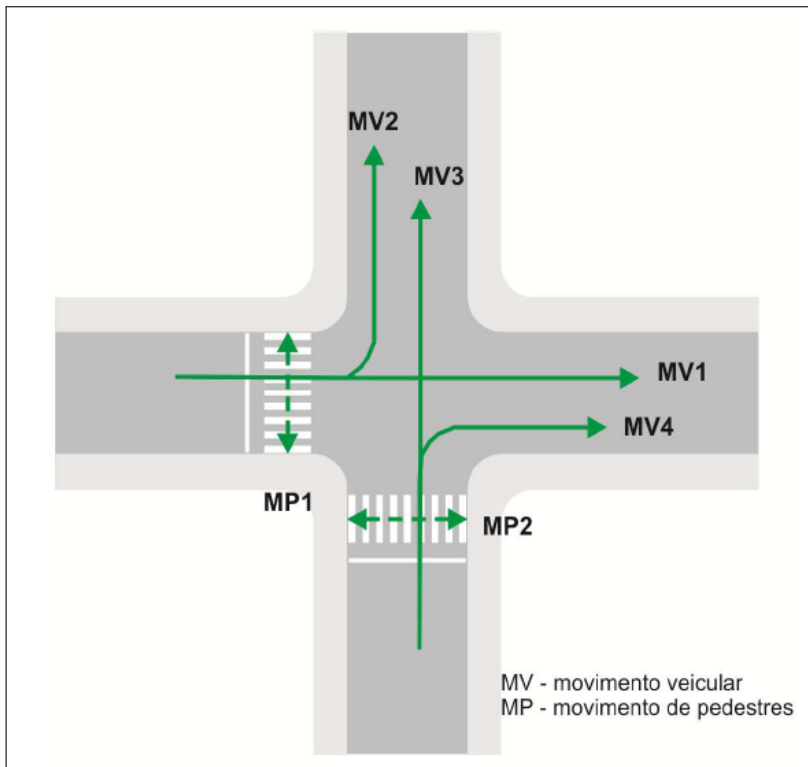 MV2
MV3
MV1
MV4
MP1
MP2
MV - movimento veicular
MP - movimento de pedestres